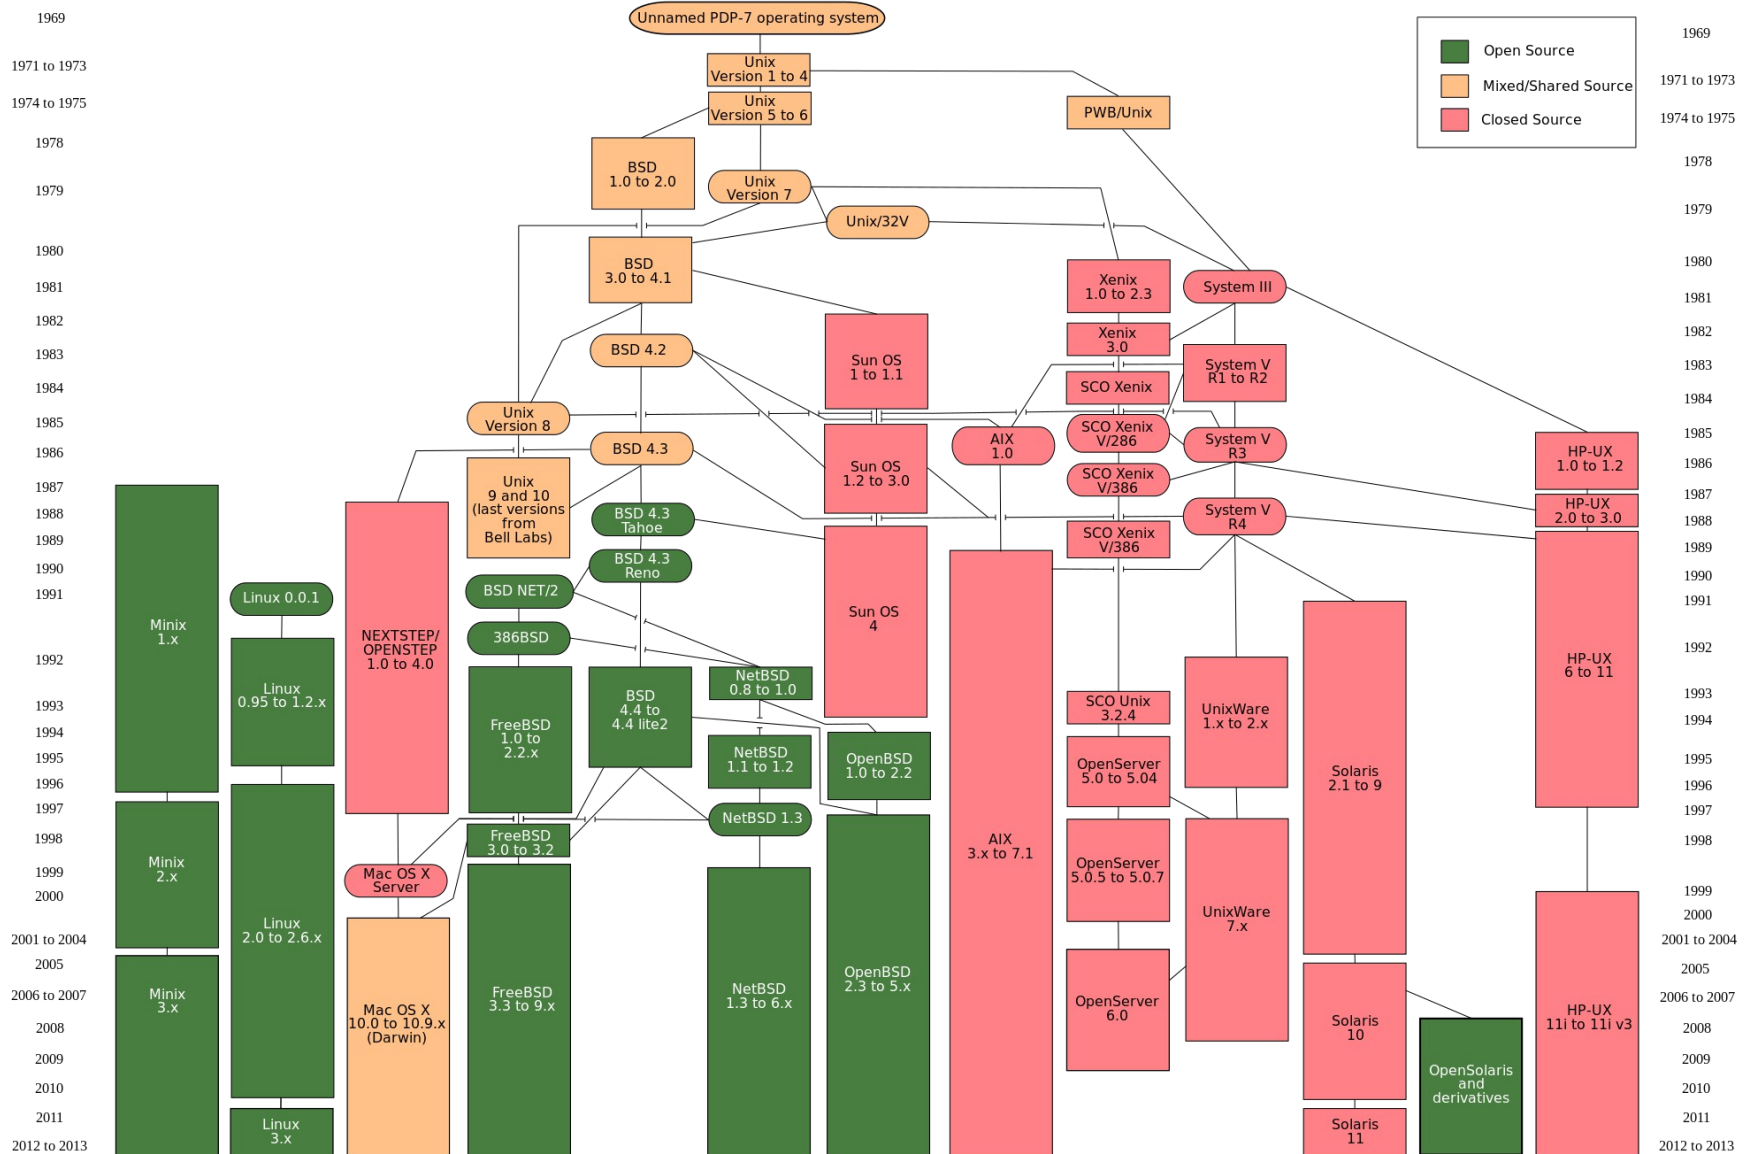 1969
1971 to 1973
1974 to 1975
1978
1979
1980
1981
1982
1983
1984
1985
1986
1987
1988
1989
1990
1991
1992
1993
1994
1995
1996
1997
1998
1999
2000
2001 to 2004
2005
2006 to 2007
2008
2009
2010
2011
2012 to 2013
Unnamed PDP-7 operating system
Unix
Version 1 to 4
Unix
Version 5 to 6
PWB/Unix
BSD
1.0 to 2.0
Unix
Version 7
Unix/32V
BSD
3.0 to 4.1
Xenix
1.0 to 2.3
System III
Sun OS
1 to 1.1
Xenix
3.0
BSD 4.2
System V
R1 to R2
SCO Xenix
Unix
Version 8
SCO Xenix
V/286
AIX
1.0
System V
R3
BSD 4.3
HP-UX
1.0 to 1.2
Sun OS
1.2 to 3.0
SCO Xenix
V/386
Unix
9 and 10
(last versions
from
Bell Labs)
HP-UX
2.0 to 3.0
BSD 4.3
Tahoe
System V
R4
SCO Xenix
V/386
BSD 4.3
Reno
BSD NET/2
Linux 0.0.1
Minix
1.x
Sun OS
4
386BSD
NEXTSTEP/
OPENSTEP
1.0 to 4.0
HP-UX
6 to 11
Linux
0.95 to 1.2.x
NetBSD
0.8 to 1.0
BSD
4.4 to
4.4 lite2
SCO Unix
3.2.4
UnixWare
1.x to 2.x
FreeBSD
1.0 to
2.2.x
NetBSD
1.1 to 1.2
OpenBSD
1.0 to 2.2
OpenServer
5.0 to 5.04
Solaris
2.1 to 9
NetBSD 1.3
FreeBSD
3.0 to 3.2
AIX
3.x to 7.1
Minix
2.x
OpenServer
5.0.5 to 5.0.7
Mac OS X
Server
UnixWare
7.x
Linux
2.0 to 2.6.x
OpenBSD
2.3 to 5.x
NetBSD
1.3 to 6.x
FreeBSD
3.3 to 9.x
Minix
3.x
OpenServer
6.0
Mac OS X
10.0 to 10.9.x
(Darwin)
Solaris
10
HP-UX
11i to 11i v3
OpenSolaris
and
derivatives
Linux
3.x
Solaris
11
Open Source
Mixed/Shared Source
Closed Source
1969
1971 to 1973
1974 to 1975
1978
1979
1980
1981
1982
1983
1984
1985
1986
1987
1988
1989
1990
1991
1992
1993
1994
1995
1996
1997
1998
1999
2000
2001 to 2004
2005
2006 to 2007
2008
2009
2010
2011
2012 to 2013